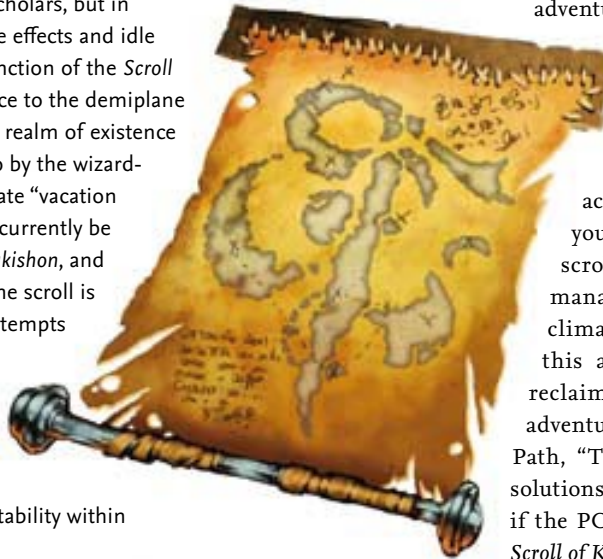 cholars, but in
e effects and idle
nction of the Scroll
ce to the demiplane
realm of existence
o by the wizard-
ate “vacation
currently be
kishon, and
he scroll is
tempts
tability within
adventu
ac
you
scro
mana
clima
this a
reclaim
adventu
Path, “T
solutions
if the PC
Scroll of K